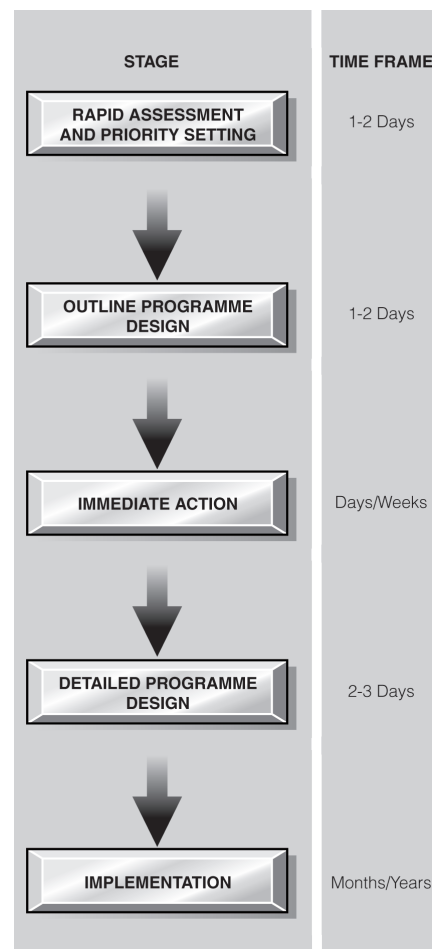 STAGE
TIME FRAME
RAPID ASSESSMENT
AND PRIORITY SETTING
1-2 Days
OUTLINE PROGRAMME
DESIGN
1-2 Days
IMMEDIATE ACTION
Days/Weeks
DETAILED PROGRAMME
DESIGN
2-3 Days
IMPLEMENTATION
Months/Years